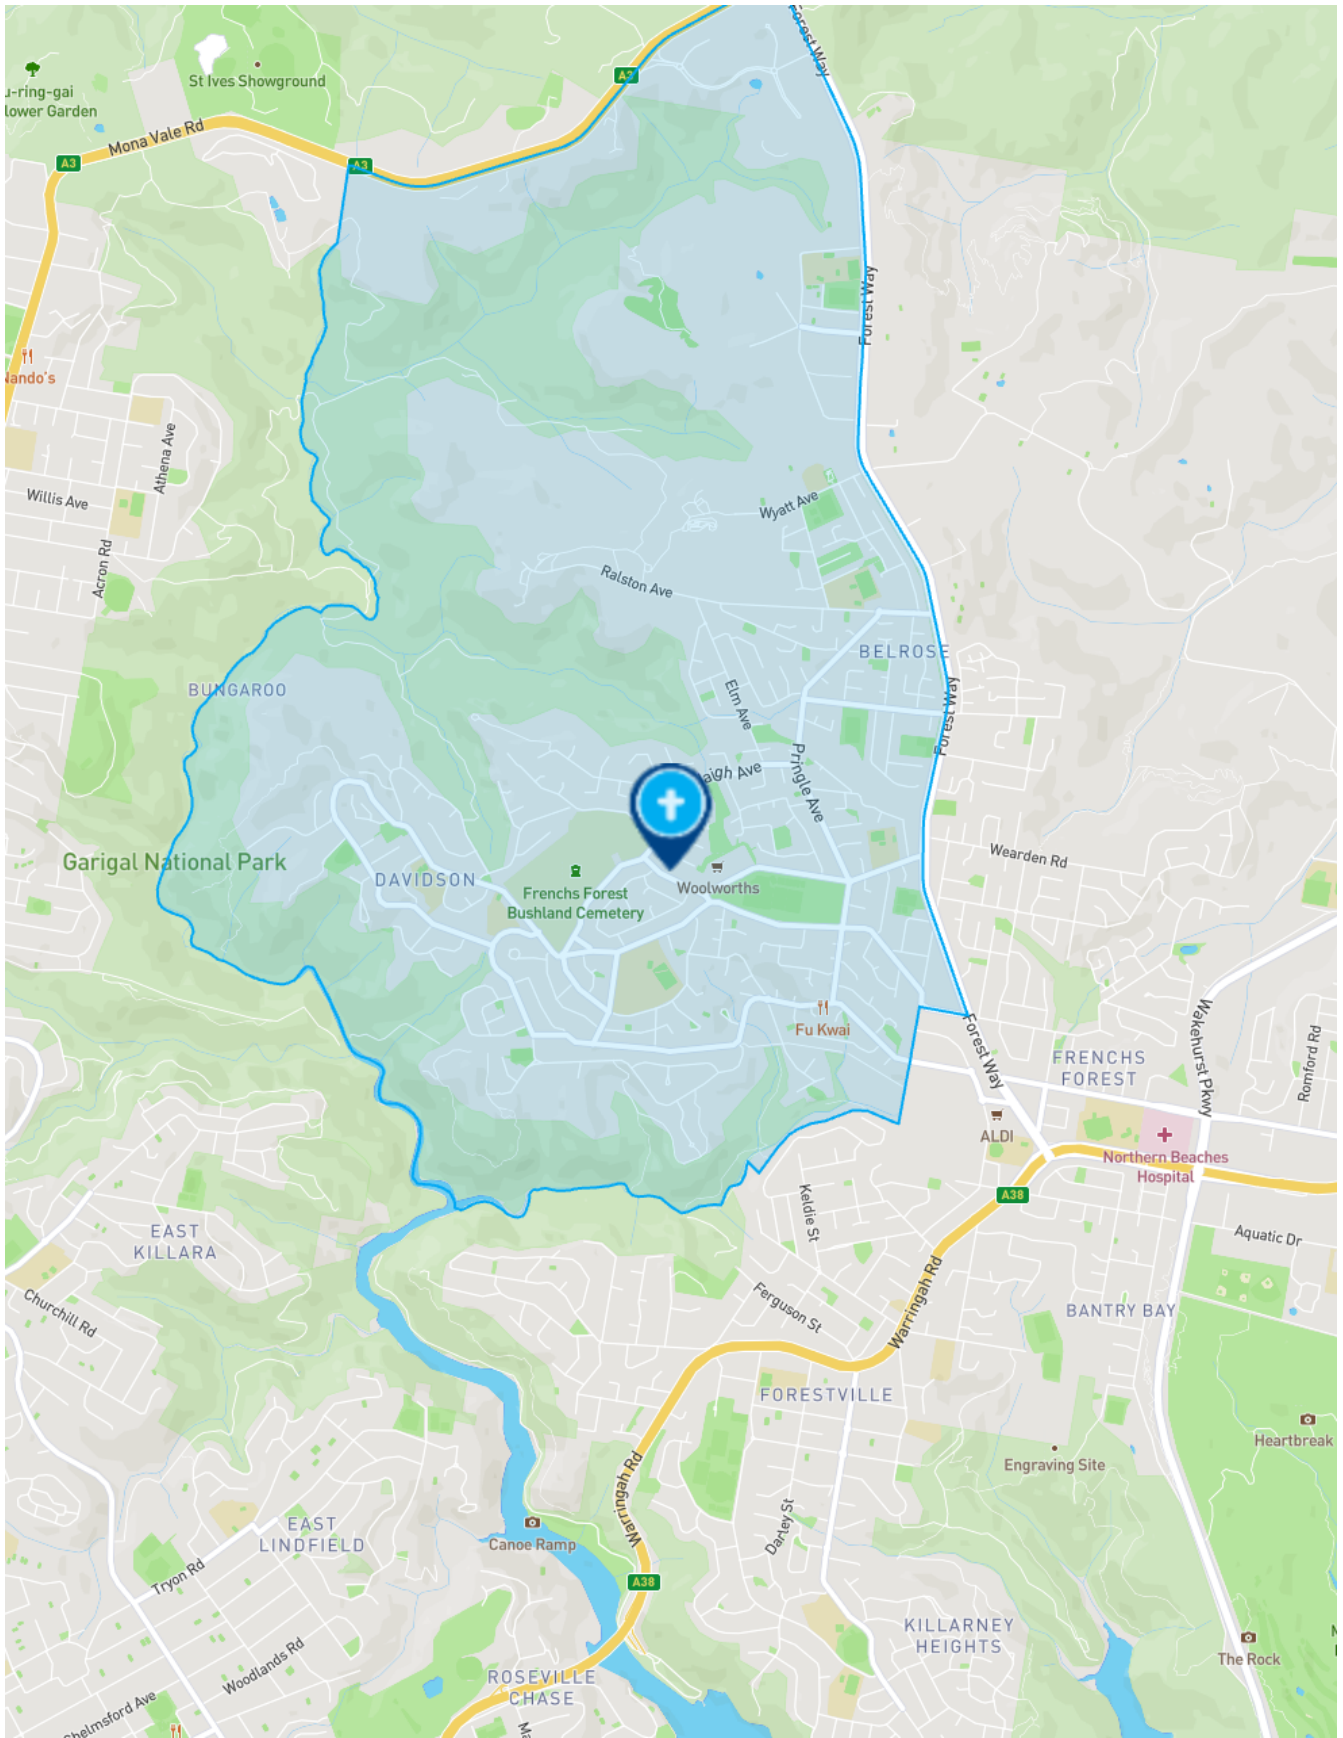 Forest Way
St Ives Showground
u-ring-gai
lower Garden
A3
Mona Vale Rd
A3
A3
Forest Way
Nando's
Athena Ave
Willis Ave
Wyatt Ave
Acron Rd
Ralston Ave
BELROSE
BUNGAROO
Elm Ave
Forest Way
aigh Ave
Pringle Ave
Garigal National Park
DAVIDSON
Wearden Rd
Woolworths
Frenchs Forest
Bushland Cemetery
Fu Kwai
Forest Way
Wakehurst Pkwy
Romford Rd
FRENCHS
FOREST
ALDI
Northern Beaches
Hospital
A38
Keldie St
EAST
KILLARA
Aquatic Dr
Churchill Rd
Ferguson St
Warringah Rd
BANTRY BAY
FORESTVILLE
Heartbreak
Engraving Site
Warringah Rd
EAST
LINDFIELD
Canoe Ramp
Darley St
Tryon Rd
A38
KILLARNEY
HEIGHTS
Woodlands Rd
The Rock
ROSEVILLE
CHASE
helmsford Ave
Ma